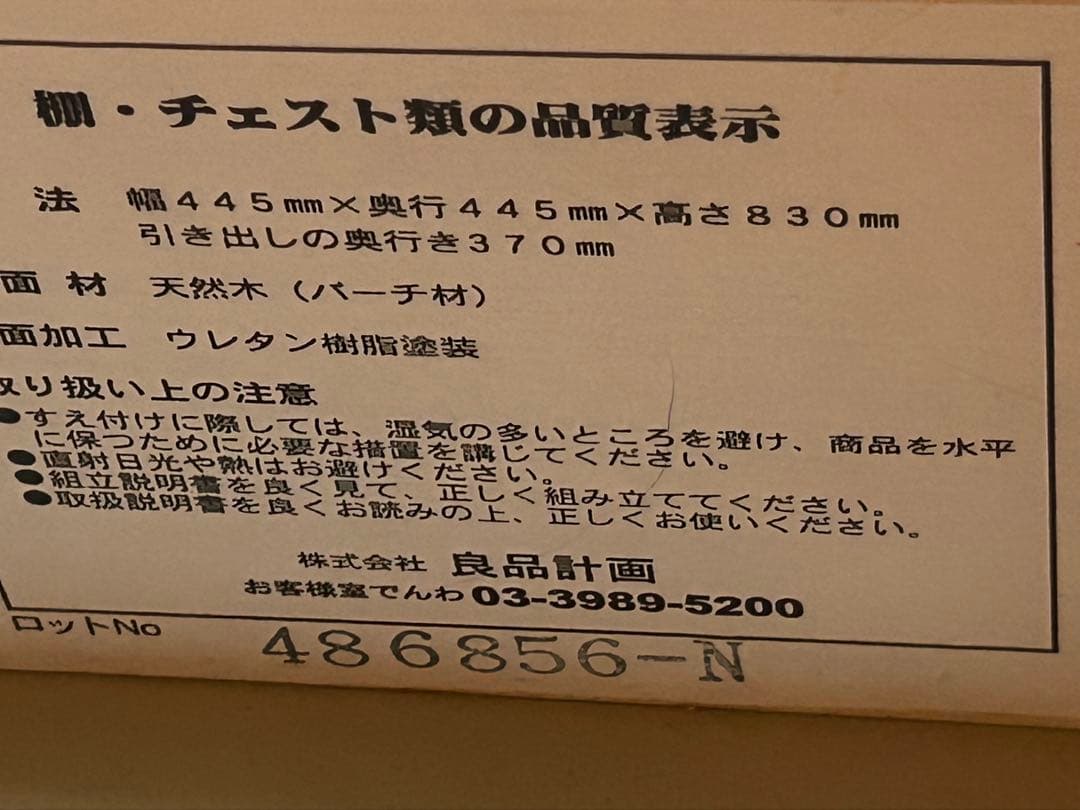 棚・チェスト類の品質表示
法 幅445mm×奥行445mm×高さ830mm
引き出しの奥行き370mm
面材 天然木（バーチ材）
面加工 ウレタン樹脂塗装
取り扱い上の注意
●すえ付けに際しては、湿気の多いところを避け、商品を水平
に保つために必要な措置を講じてください。
●直射日光や熱はお避けください。
●組立説明書を良く見て、正しく組み立ててください。
●取扱説明書を良くお読みの上、正しくお使いください。
株式会社 良品計画
お客様室でんわ03-3989-5200
ロットNo 486856-N